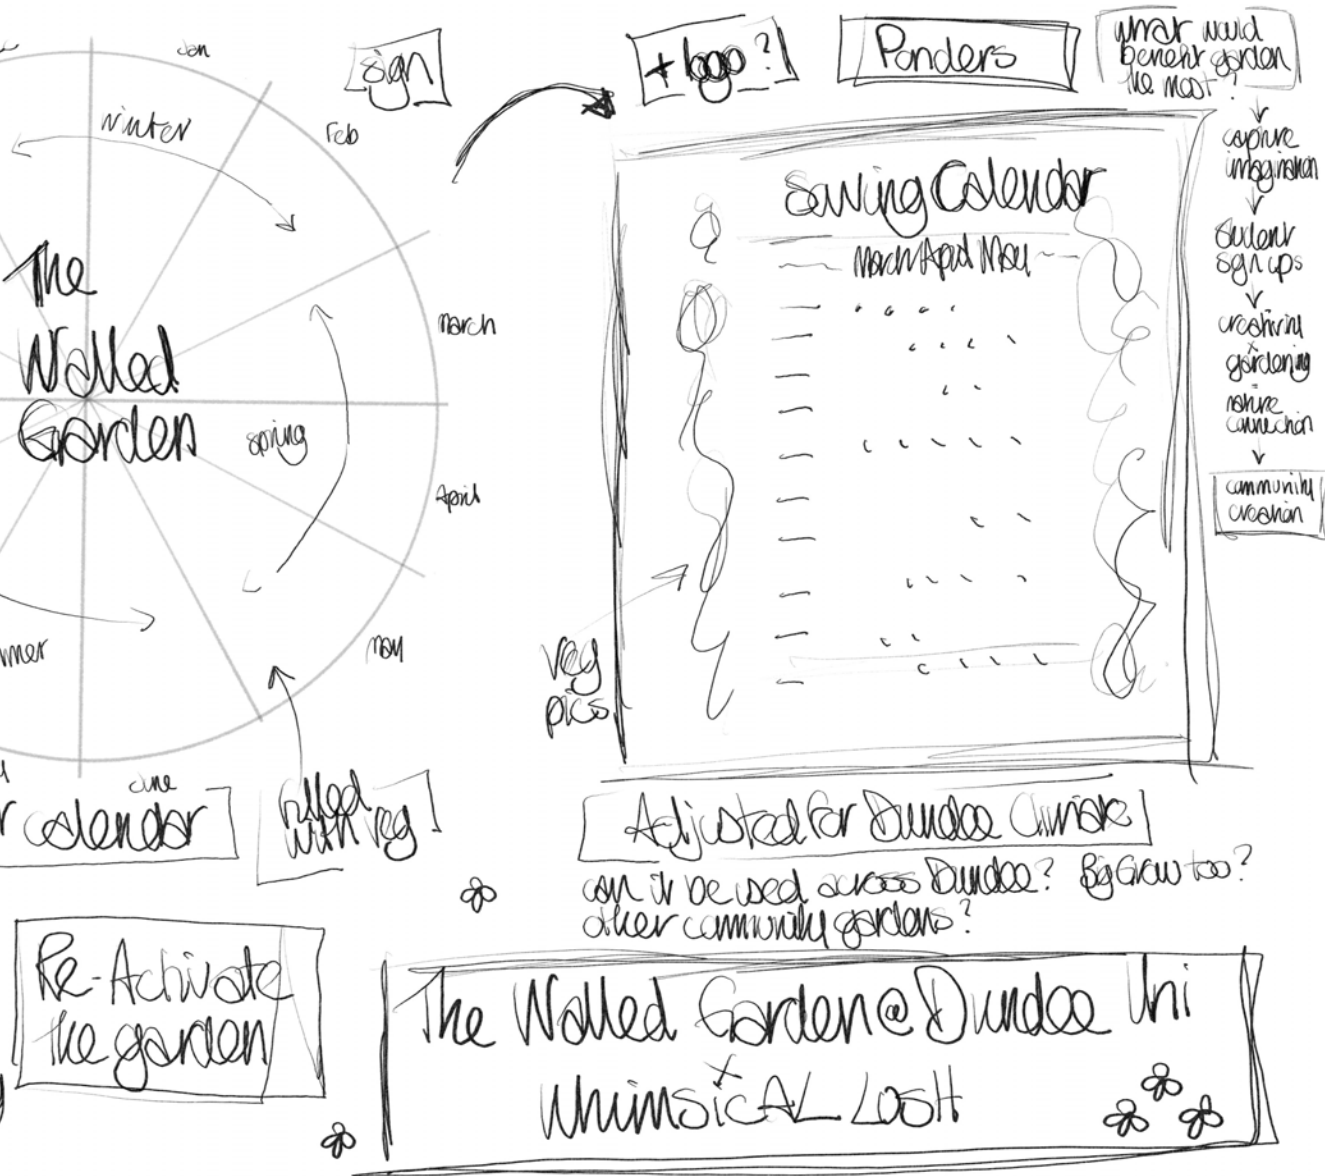 Jan
sign
+ logo?
Ponders
what would
benefit garden
the most?
winter
Feb
capture
imagination
student
sign ups
creativity
x
gardening
=
nature
connection
community
creation
Sowing Calendar
March April May
The
Walled
Garden
March
spring
April
May
veg
pics
June
calendar
filled
with veg
Adjusted for Dundee Climate
can it be used across Dundee? Big Grow too?
other community gardens?
Re-Activate
the garden
The Walled Garden @ Dundee Uni
x
WHIMSICAL LUSH